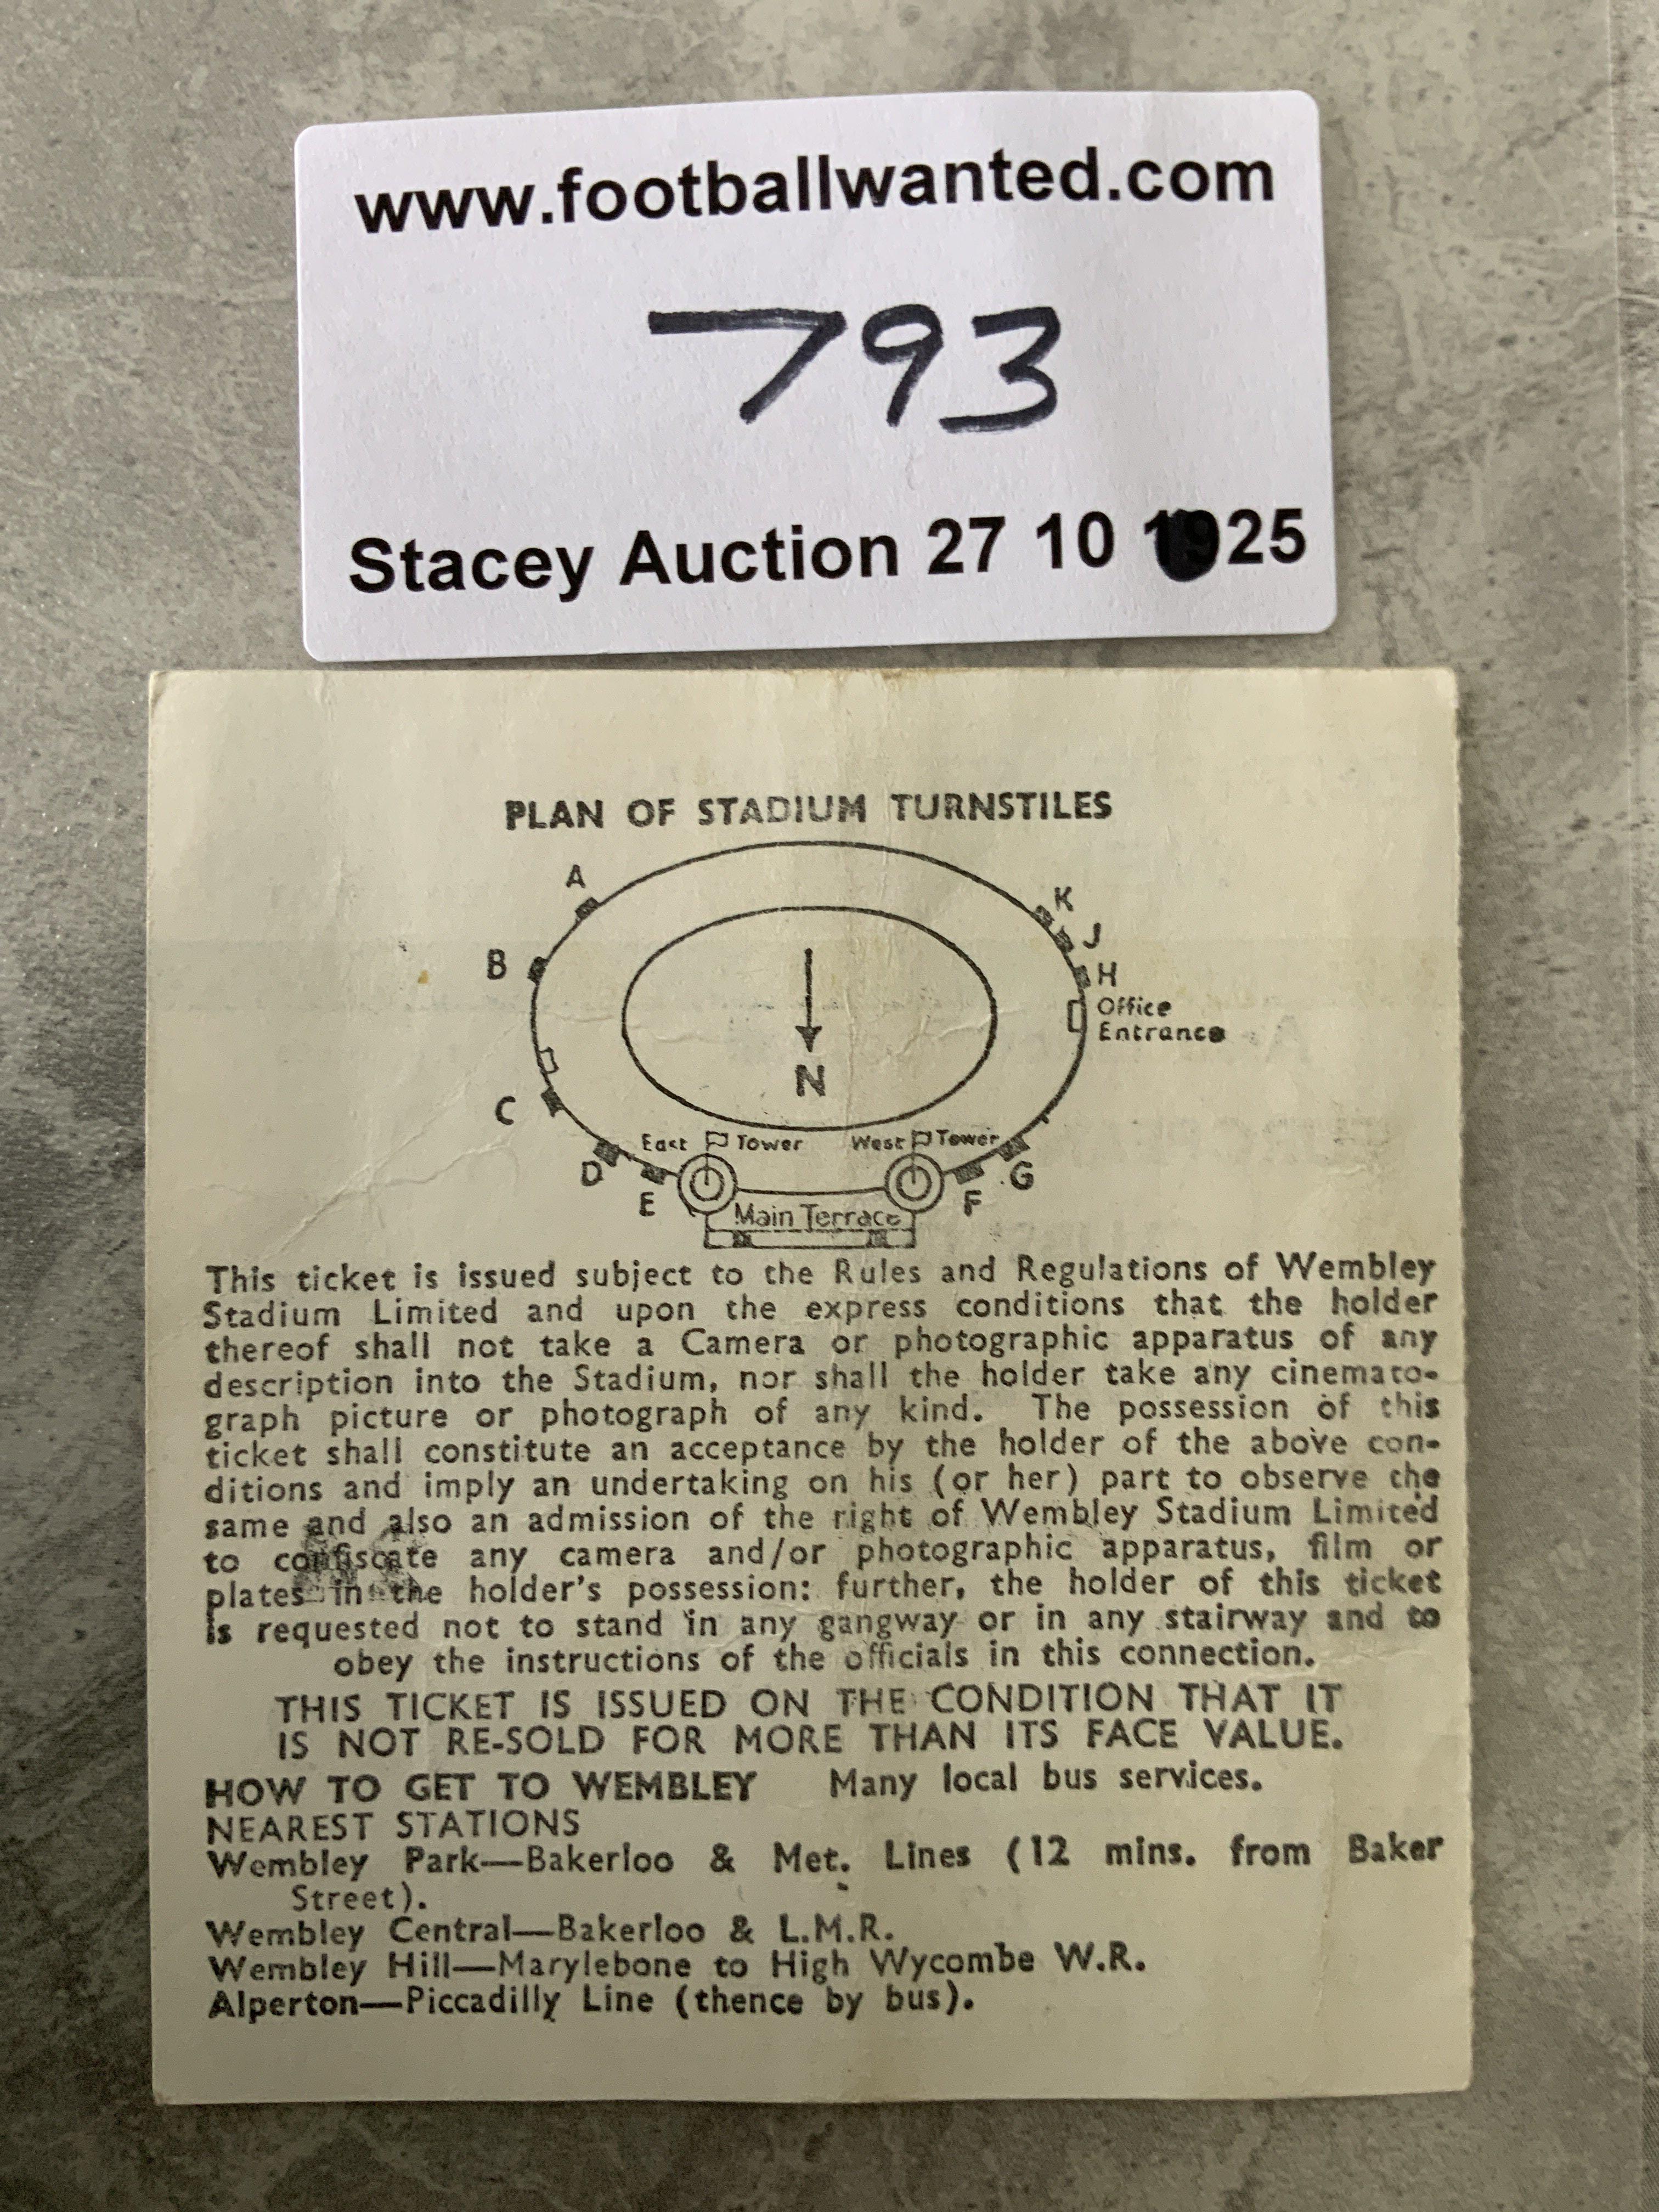 www.footballwanted.com
793
Stacey Auction 27 10 1925
PLAN OF STADIUM TURNSTILES
A
K
J
B
H
Office
Entrance
N
C
East Tower
West Tower
D
G
E
F
Main Terrace
This ticket is issued subject to the Rules and Regulations of Wembley
Stadium Limited and upon the express conditions that the holder
thereof shall not take a Camera or photographic apparatus of any
description into the Stadium, nor shall the holder take any cinemato-
graph picture or photograph of any kind. The possession of this
ticket shall constitute an acceptance by the holder of the above con-
ditions and imply an undertaking on his (or her) part to observe the
same and also an admission of the right of Wembley Stadium Limited
to confiscate any camera and/or photographic apparatus, film or
plates in the holder's possession: further, the holder of this ticket
is requested not to stand in any gangway or in any stairway and to
obey the instructions of the officials in this connection.
THIS TICKET IS ISSUED ON THE CONDITION THAT IT
IS NOT RE-SOLD FOR MORE THAN ITS FACE VALUE.
HOW TO GET TO WEMBLEY Many local bus services.
NEAREST STATIONS
Wembley Park—Bakerloo & Met. Lines (12 mins. from Baker
Street).
Wembley Central—Bakerloo & L.M.R.
Wembley Hill—Marylebone to High Wycombe W.R.
Alperton—Piccadilly Line (thence by bus).